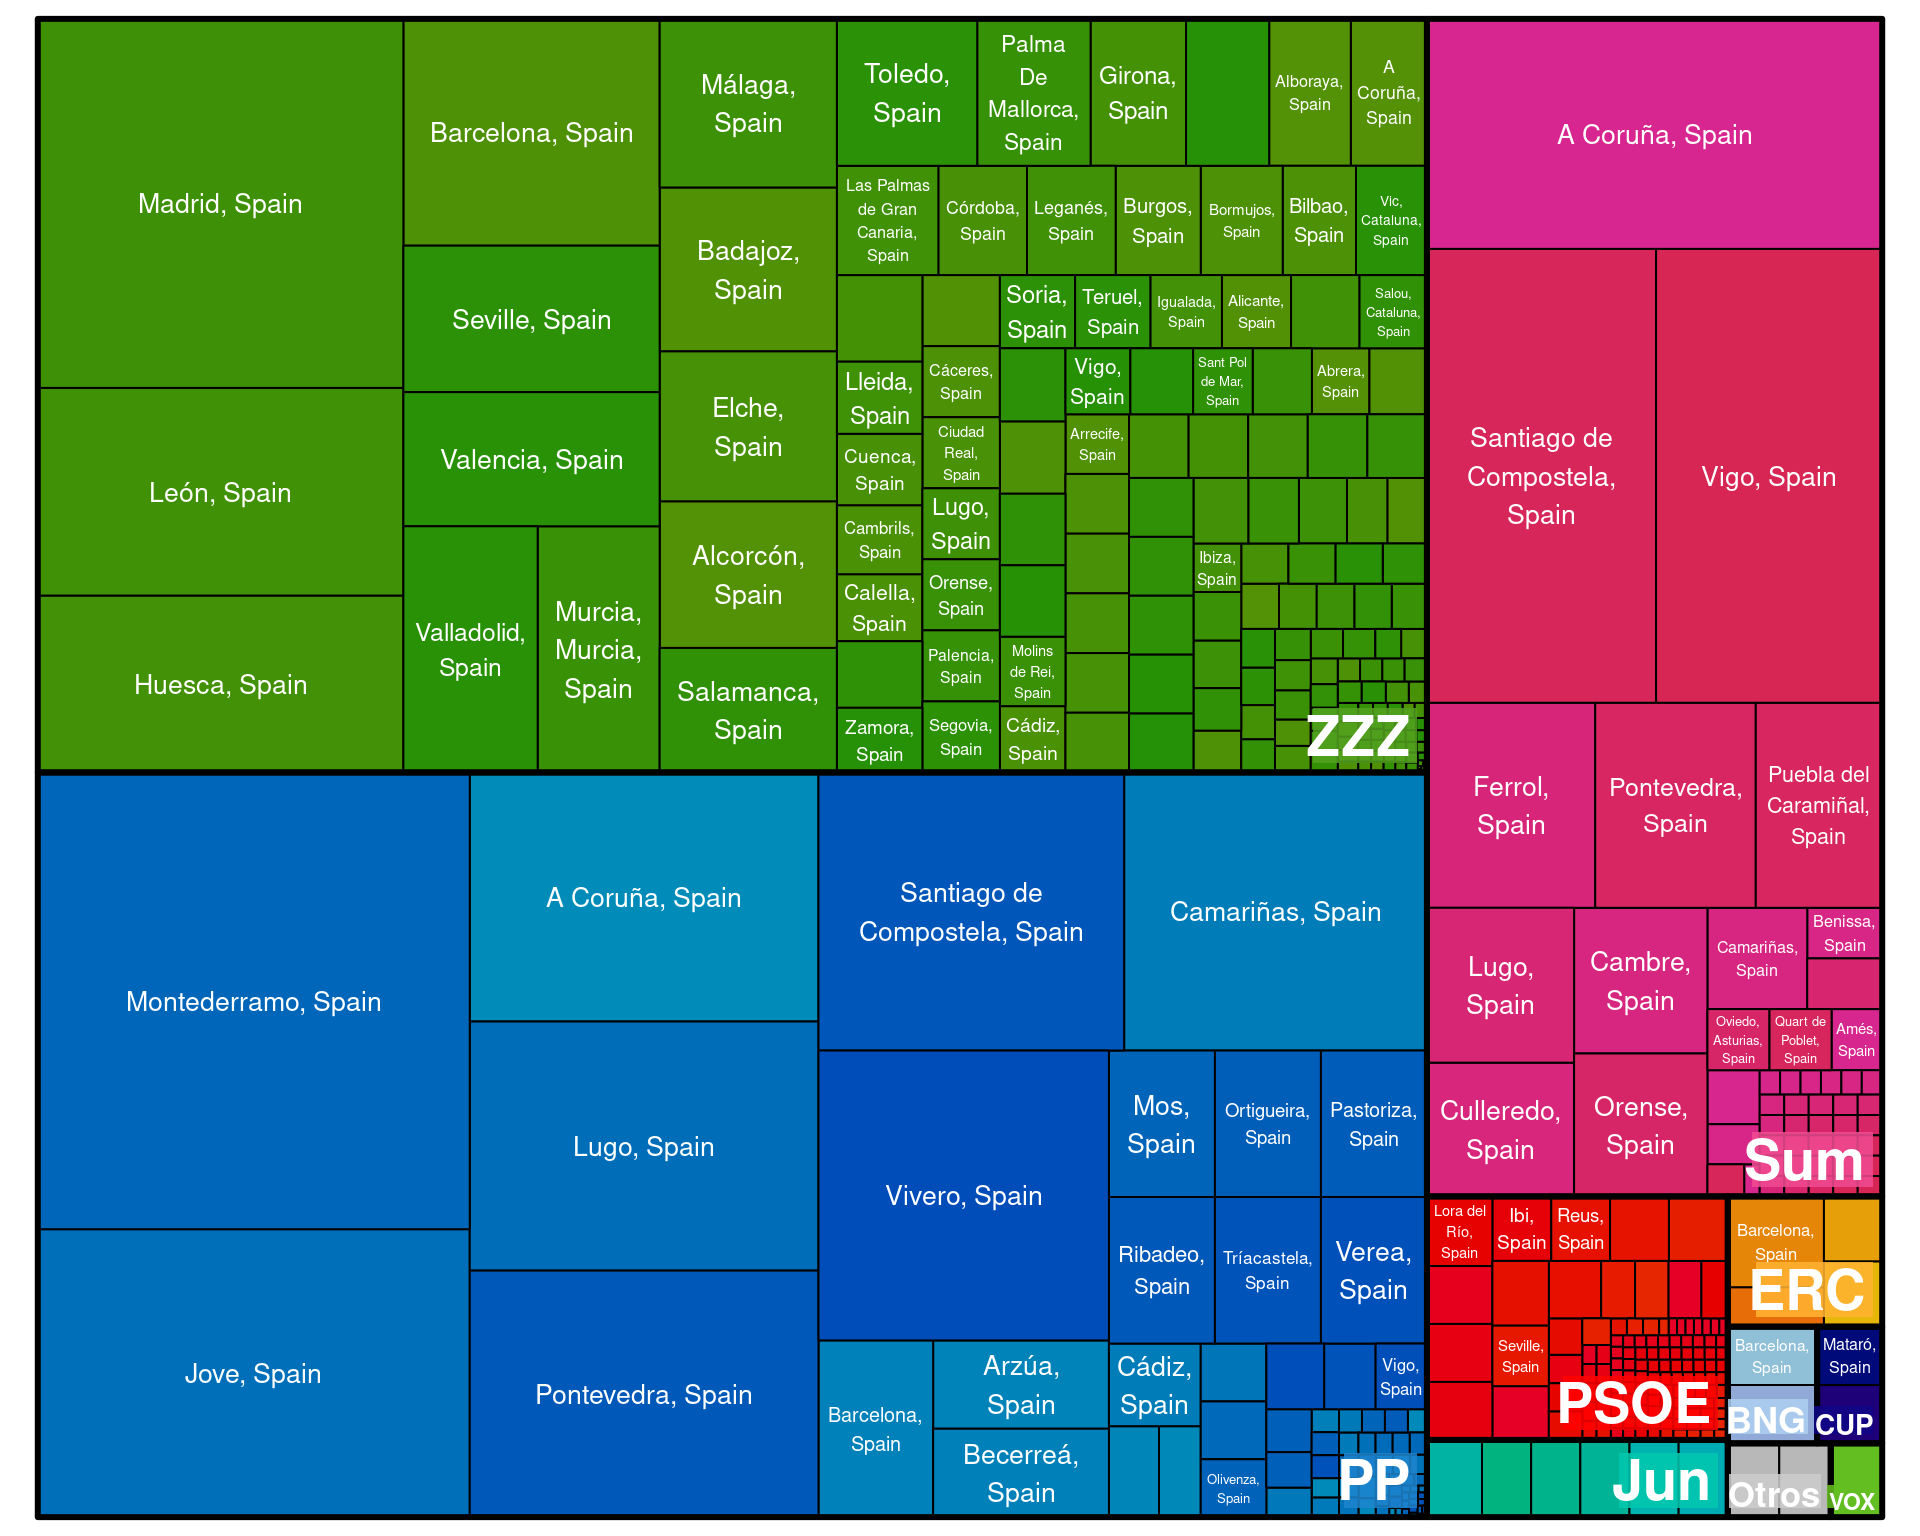 Madrid, Spain
León, Spain
Huesca, Spain
Barcelona, Spain
Seville, Spain
Valencia, Spain
Valladolid,
Spain
Murcia,
Murcia,
Spain
Málaga,
Spain
Badajoz,
Spain
Elche,
Spain
Alcorcón,
Spain
Salamanca,
Spain
Toledo,
Spain
Palma
De
Mallorca,
Spain
Girona,
Spain
Alboraya,
Spain
A
Coruña,
Spain
Las Palmas
de Gran
Canaria,
Spain
Córdoba,
Spain
Leganés,
Spain
Burgos,
Spain
Bormujos,
Spain
Bilbao,
Spain
Vic,
Cataluna,
Spain
Lleida,
Spain
Cuenca,
Spain
Cambrils,
Spain
Calella,
Spain
Zamora,
Spain
Cáceres,
Spain
Ciudad
Real,
Spain
Lugo,
Spain
Orense,
Spain
Palencia,
Spain
Segovia,
Spain
Soria,
Spain
Teruel,
Spain
Igualada,
Spain
Alicante,
Spain
Salou,
Cataluna,
Spain
Vigo,
Spain
Sant Pol
de Mar,
Spain
Abrera,
Spain
Arrecife,
Spain
Ibiza,
Spain
Molins
de Rei,
Spain
Cádiz,
Spain
ZZZ
Montederramo, Spain
Jove, Spain
A Coruña, Spain
Lugo, Spain
Pontevedra, Spain
Santiago de
Compostela, Spain
Camariñas, Spain
Vivero, Spain
Mos,
Spain
Ortigueira,
Spain
Pastoriza,
Spain
Ribadeo,
Spain
Tríacastela,
Spain
Verea,
Spain
Barcelona,
Spain
Arzúa,
Spain
Becerreá,
Spain
Cádiz,
Spain
Vigo,
Spain
Olivenza,
Spain
PP
A Coruña, Spain
Santiago de
Compostela,
Spain
Vigo, Spain
Ferrol,
Spain
Pontevedra,
Spain
Puebla del
Caramiñal,
Spain
Lugo,
Spain
Culleredo,
Spain
Cambre,
Spain
Orense,
Spain
Camariñas,
Spain
Benissa,
Spain
Oviedo,
Asturias,
Spain
Quart de
Poblet,
Spain
Amés,
Spain
Sum
Lora del
Río,
Spain
Ibi,
Spain
Reus,
Spain
Seville,
Spain
PSOE
Barcelona,
Spain
ERC
Barcelona,
Spain
BNG
Mataró,
Spain
CUP
Jun
Otros
VOX